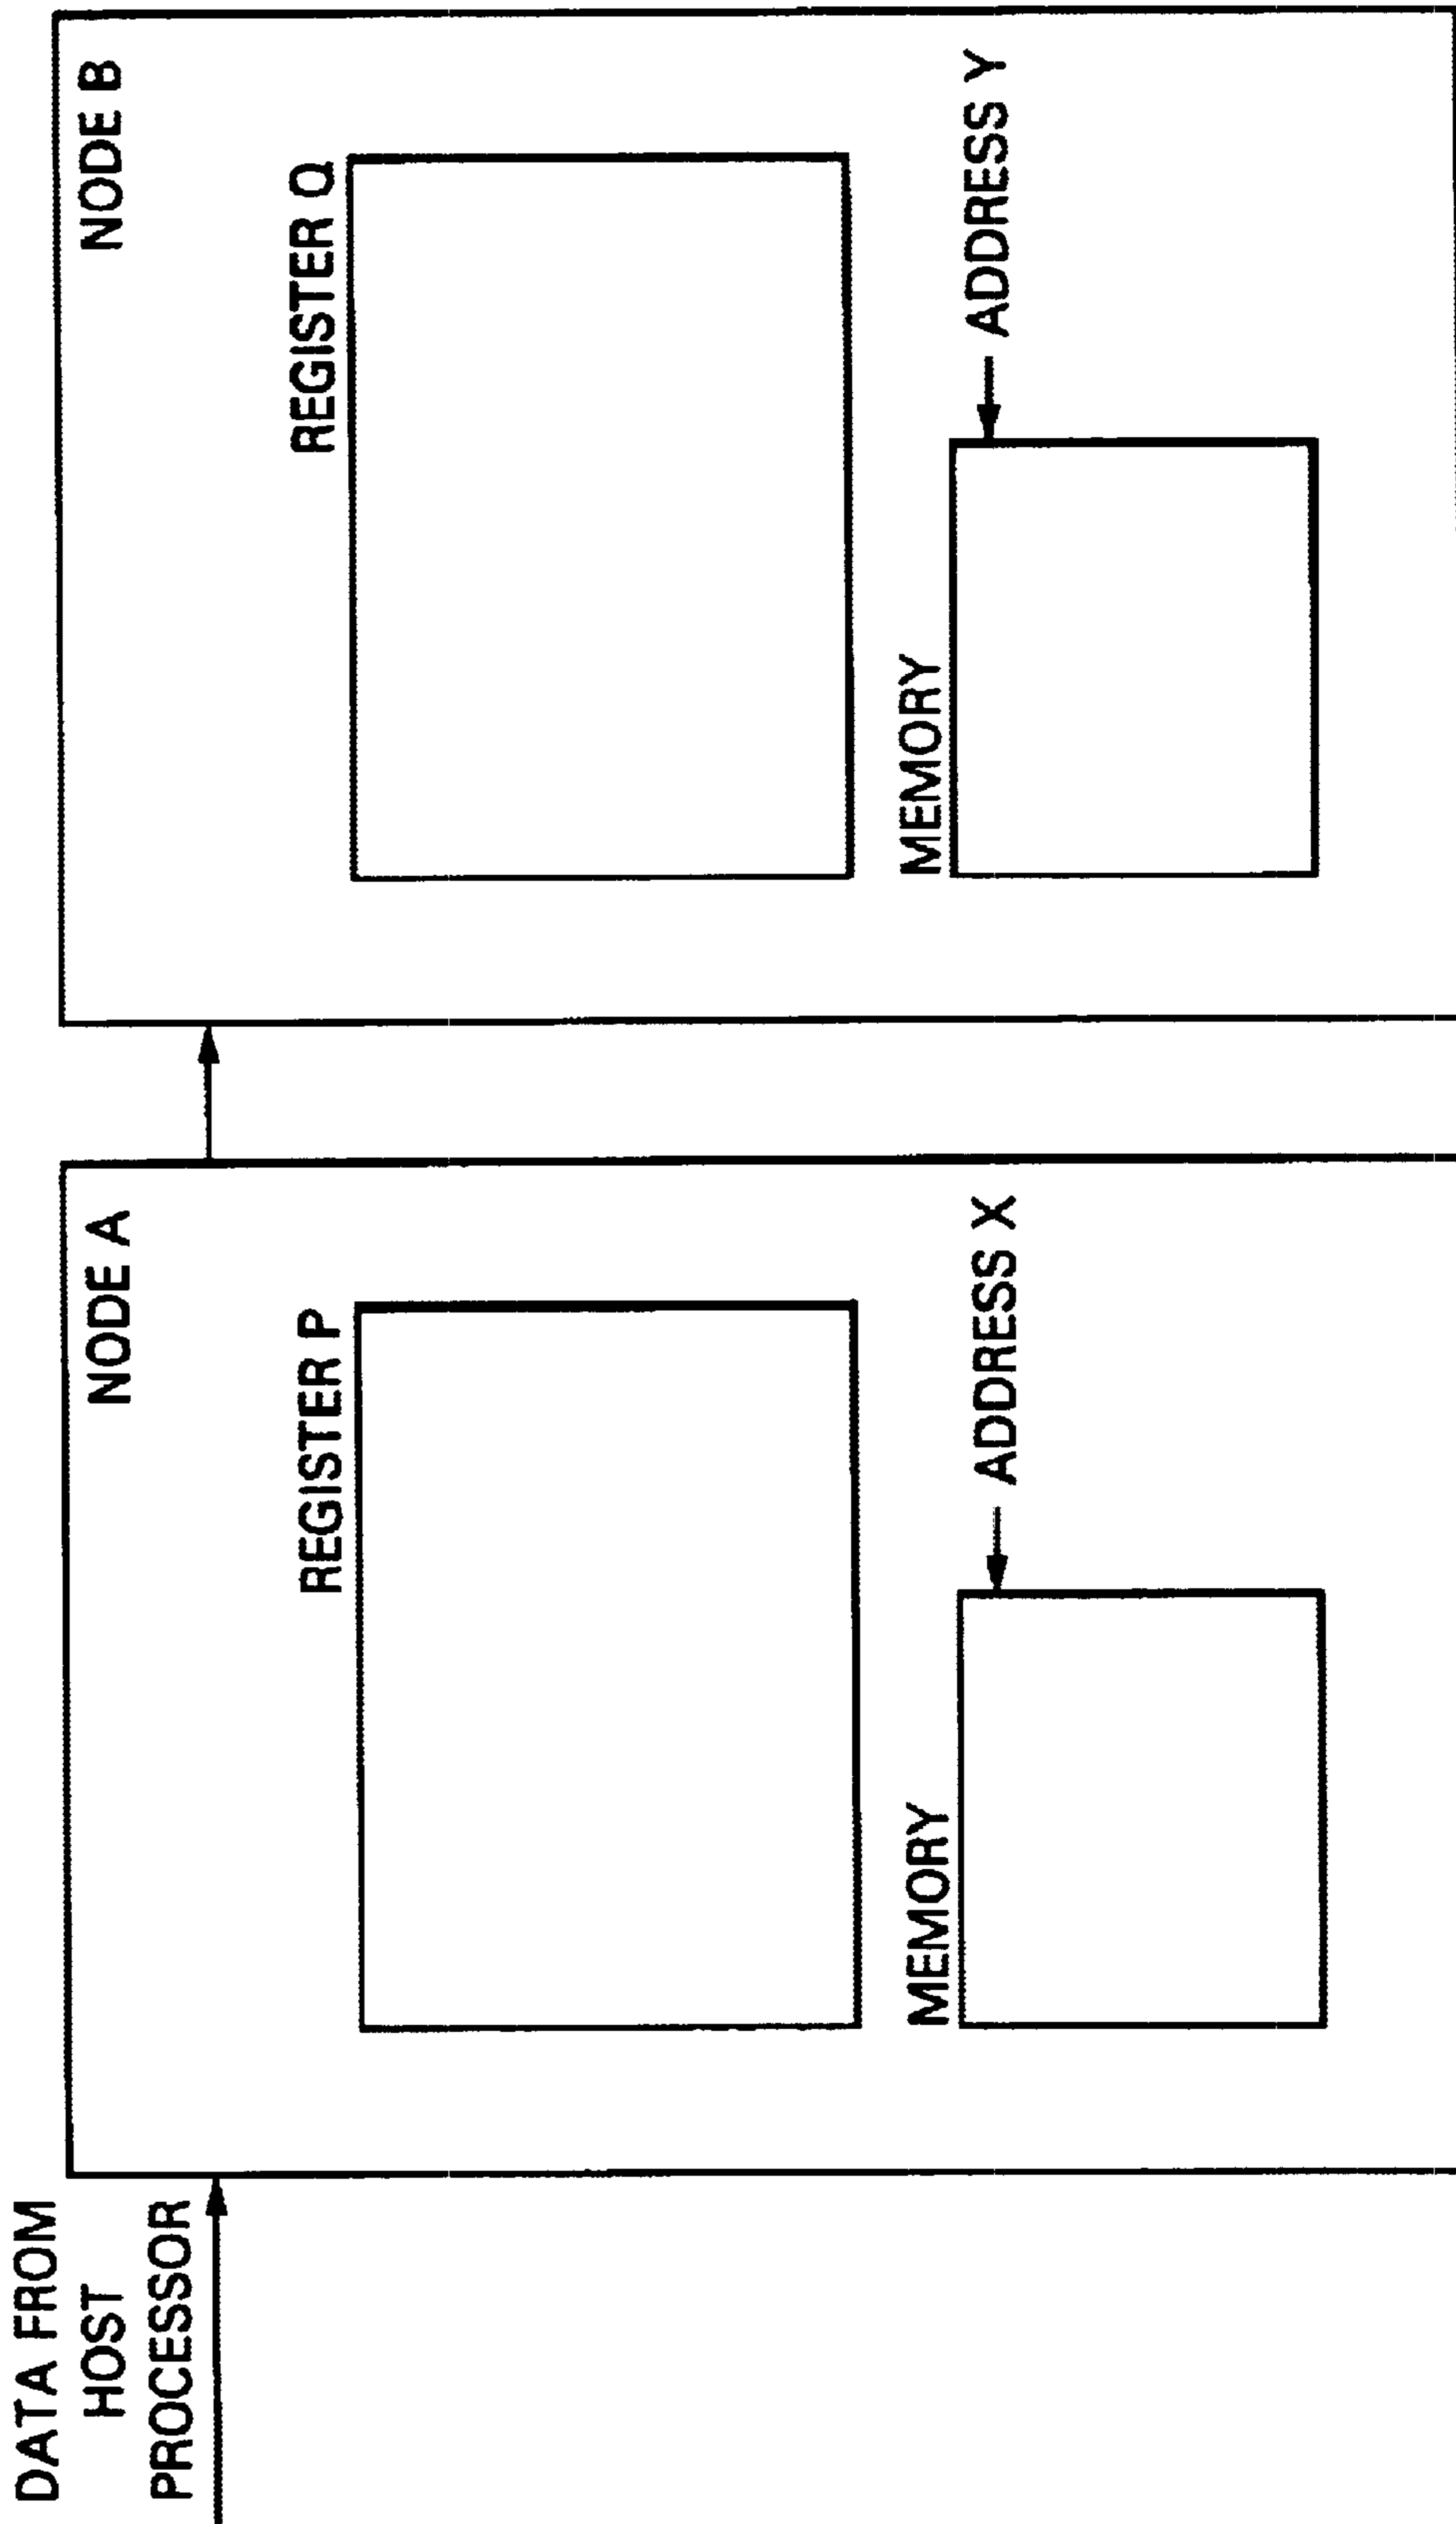 DATA FROM
HOST
PROCESSOR
NODE A
REGISTER P
MEMORY
ADDRESS X
NODE B
REGISTER Q
MEMORY
ADDRESS Y